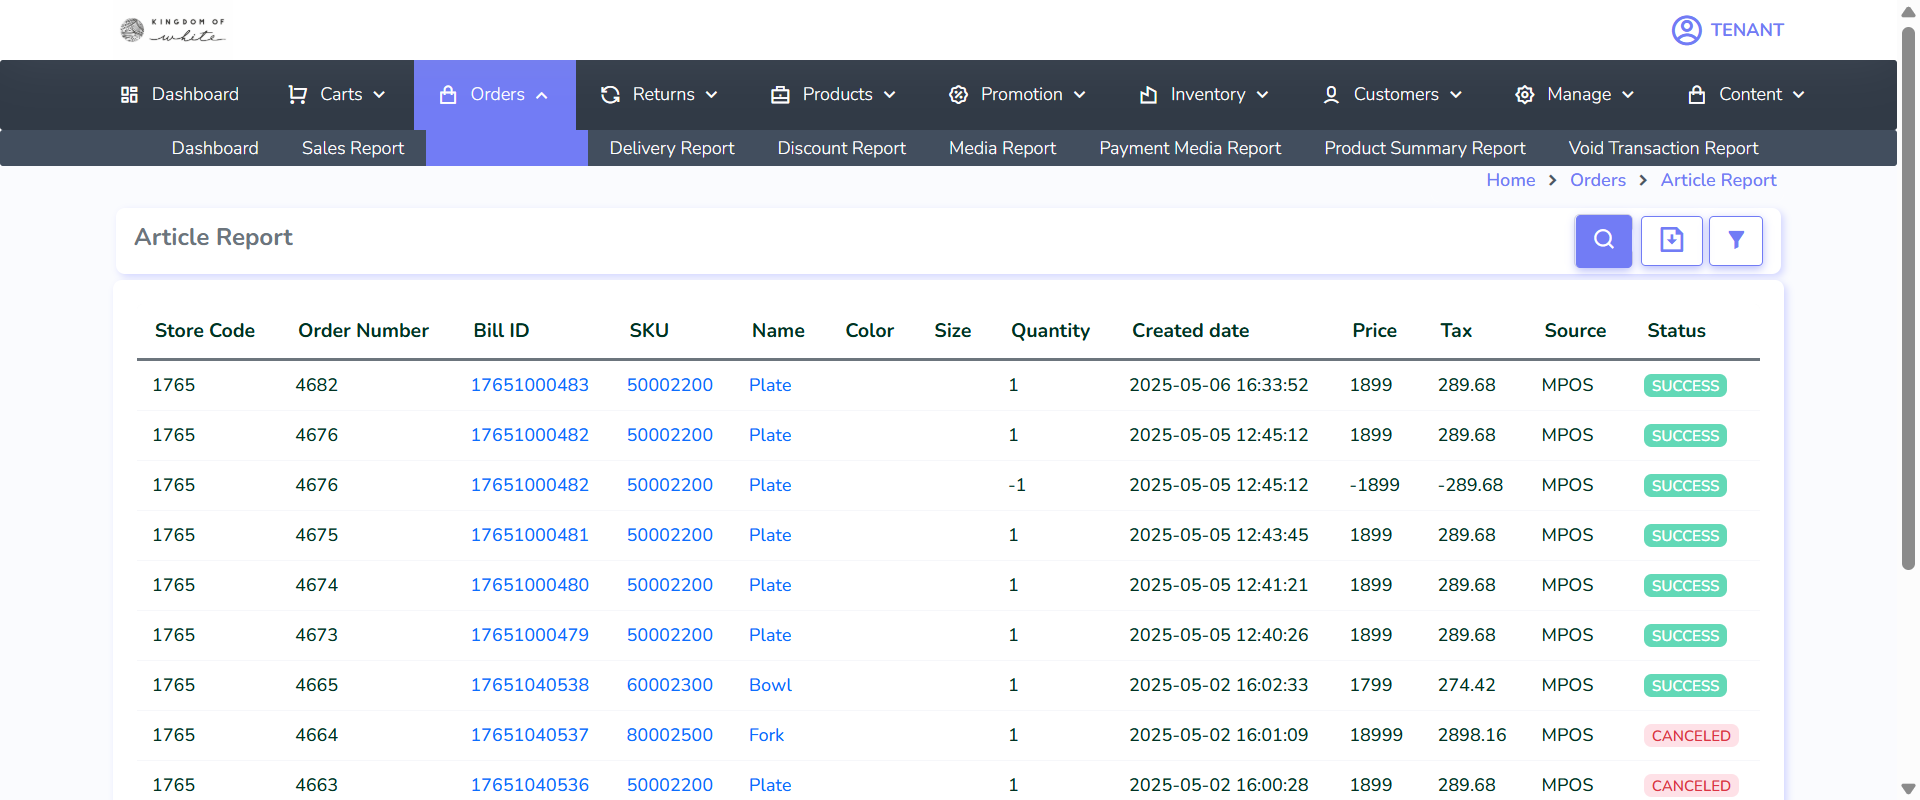 KINGDOM OF
white
TENANT
Dashboard Carts Orders Returns Products Promotion Inventory Customers Manage Content
Dashboard Sales Report Delivery Report Discount Report Media Report Payment Media Report Product Summary Report Void Transaction Report
Home > Orders > Article Report
Article Report
Store Code Order Number Bill ID SKU Name Color Size Quantity Created date Price Tax Source Status
1765 4682 17651000483 50002200 Plate 1 2025-05-06 16:33:52 1899 289.68 MPOS SUCCESS
1765 4676 17651000482 50002200 Plate 1 2025-05-05 12:45:12 1899 289.68 MPOS SUCCESS
1765 4676 17651000482 50002200 Plate -1 2025-05-05 12:45:12 -1899 -289.68 MPOS SUCCESS
1765 4675 17651000481 50002200 Plate 1 2025-05-05 12:43:45 1899 289.68 MPOS SUCCESS
1765 4674 17651000480 50002200 Plate 1 2025-05-05 12:41:21 1899 289.68 MPOS SUCCESS
1765 4673 17651000479 50002200 Plate 1 2025-05-05 12:40:26 1899 289.68 MPOS SUCCESS
1765 4665 17651040538 60002300 Bowl 1 2025-05-02 16:02:33 1799 274.42 MPOS SUCCESS
1765 4664 17651040537 80002500 Fork 1 2025-05-02 16:01:09 18999 2898.16 MPOS CANCELED
1765 4663 17651040536 50002200 Plate 1 2025-05-02 16:00:28 1899 289.68 MPOS CANCELED